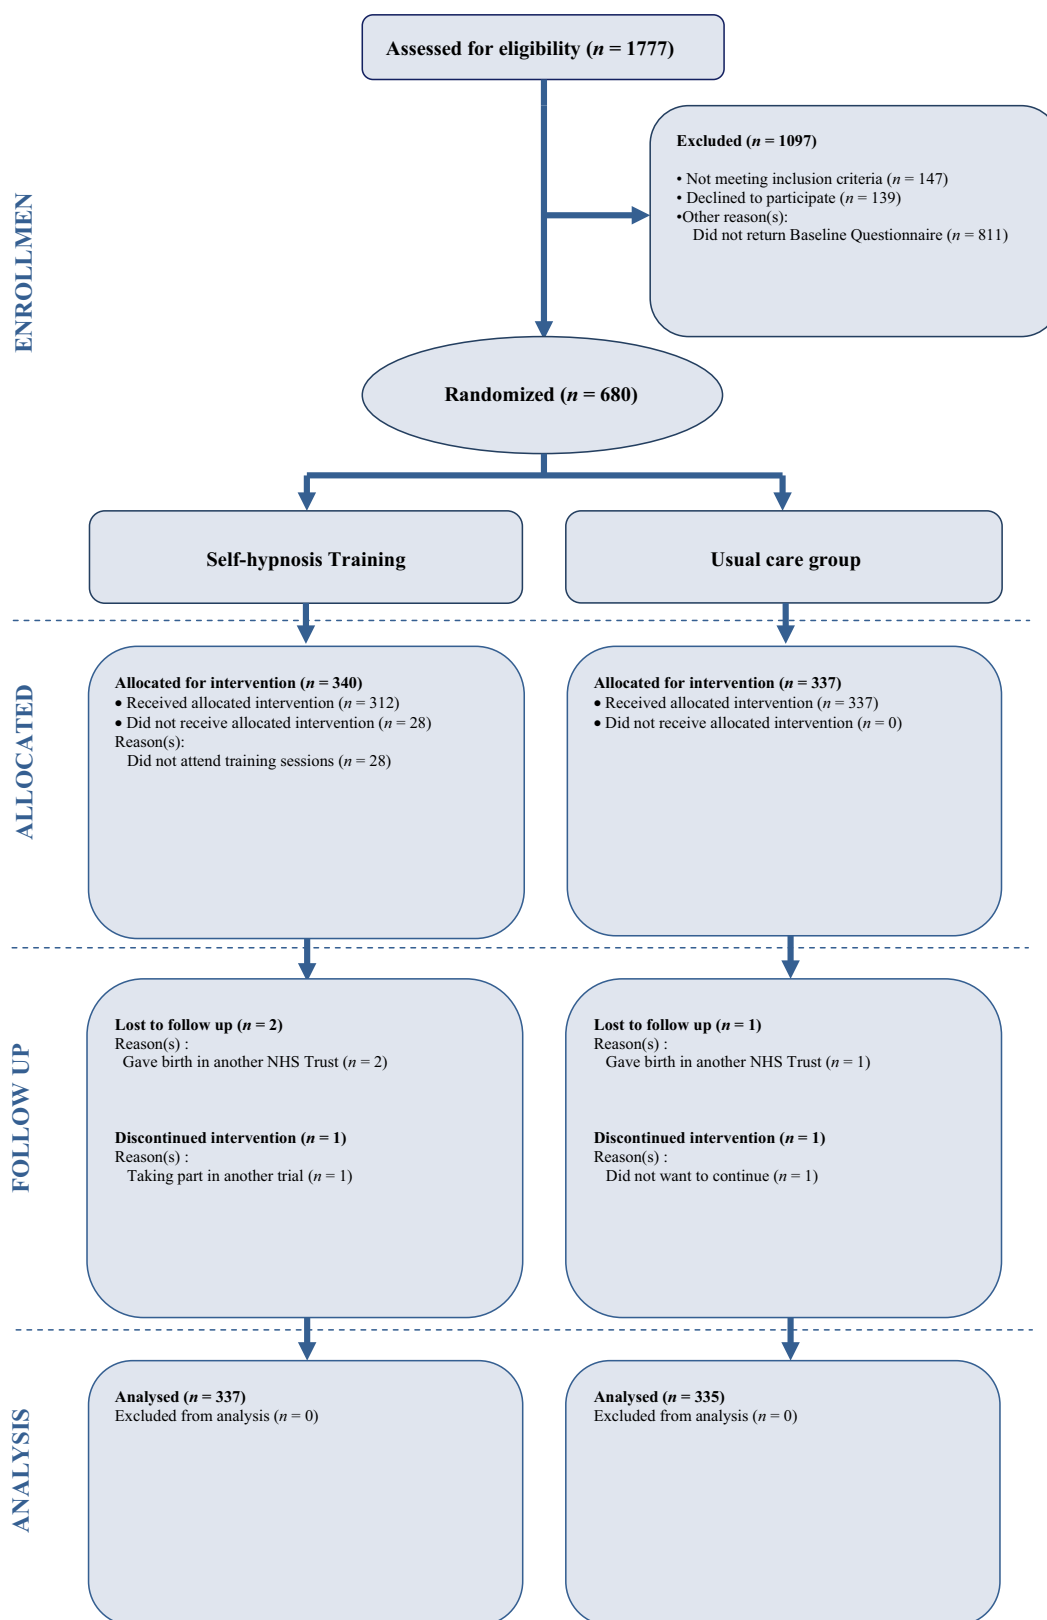 Assessed for eligibility (n = 1777)
Excluded (n = 1097)
• Not meeting inclusion criteria (n = 147)
• Declined to participate (n = 139)
•Other reason(s):
Did not return Baseline Questionnaire (n = 811)
ENROLLMEN
Randomized (n = 680)
Self-hypnosis Training
Usual care group
ALLOCATED
Allocated for intervention (n = 340)
• Received allocated intervention (n = 312)
• Did not receive allocated intervention (n = 28)
Reason(s):
Did not attend training sessions (n = 28)
Allocated for intervention (n = 337)
• Received allocated intervention (n = 337)
• Did not receive allocated intervention (n = 0)
FOLLOW UP
Lost to follow up (n = 2)
Reason(s) :
Gave birth in another NHS Trust (n = 2)
Discontinued intervention (n = 1)
Reason(s) :
Taking part in another trial (n = 1)
Lost to follow up (n = 1)
Reason(s) :
Gave birth in another NHS Trust (n = 1)
Discontinued intervention (n = 1)
Reason(s) :
Did not want to continue (n = 1)
ANALYSIS
Analysed (n = 337)
Excluded from analysis (n = 0)
Analysed (n = 335)
Excluded from analysis (n = 0)